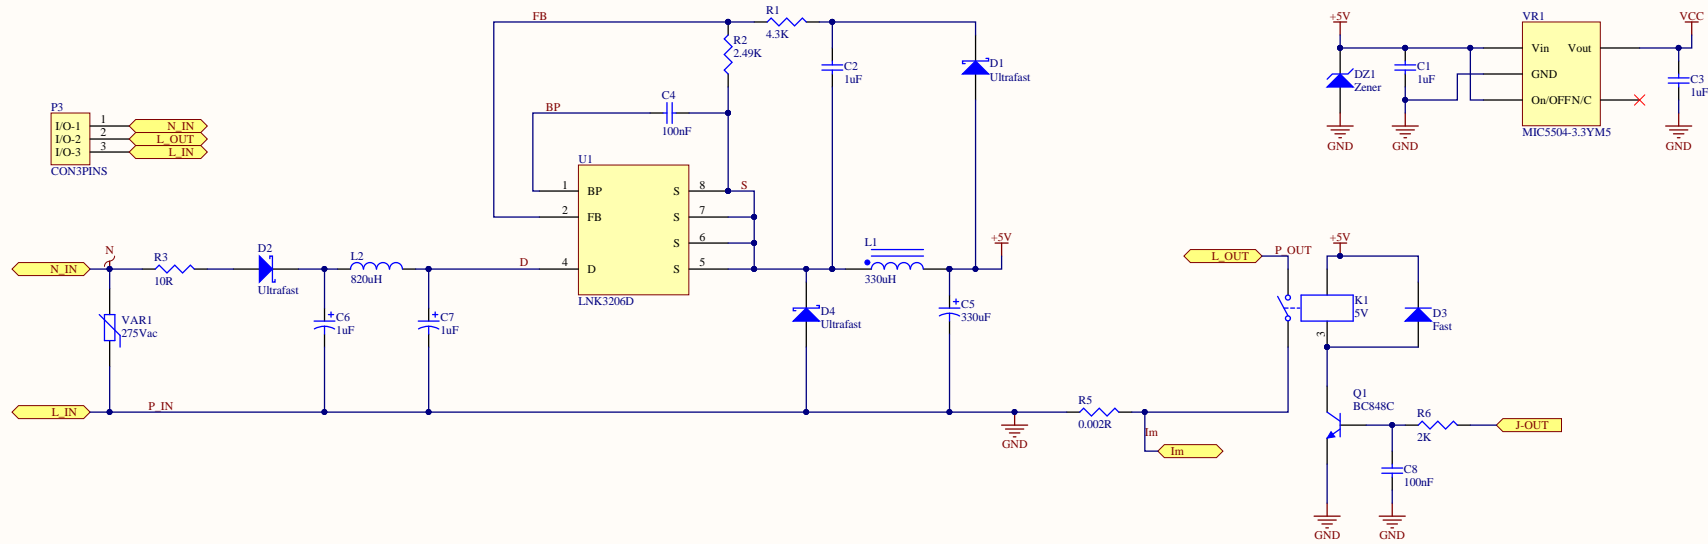 FB
R1
4.3K
R2
2.49K
C2
1uF
D1
Ultrafast
BP
C4
100nF
P3
I/O-1
1
N_IN
I/O-2
2
L_OUT
I/O-3
3
L_IN
CON3PINS
U1
1
BP
S
8
S
2
FB
S
7
S
6
4
D
S
5
LNK3206D
N
N_IN
R3
10R
D2
Ultrafast
L2
820uH
D
VAR1
275Vac
C6
1uF
C7
1uF
L1
330uH
+5V
D4
Ultrafast
C5
330uF
L_IN
P_IN
GND
R5
0.002R
Im
Im
+5V
VR1
VCC
Vin
Vout
GND
On/OFF
N/C
MIC5504-3.3YM5
DZ1
Zener
C1
1uF
C3
1uF
GND
GND
GND
L_OUT
P_OUT
+5V
K1
5V
3
D3
Fast
Q1
BC848C
R6
2K
J-OUT
C8
100nF
GND
GND